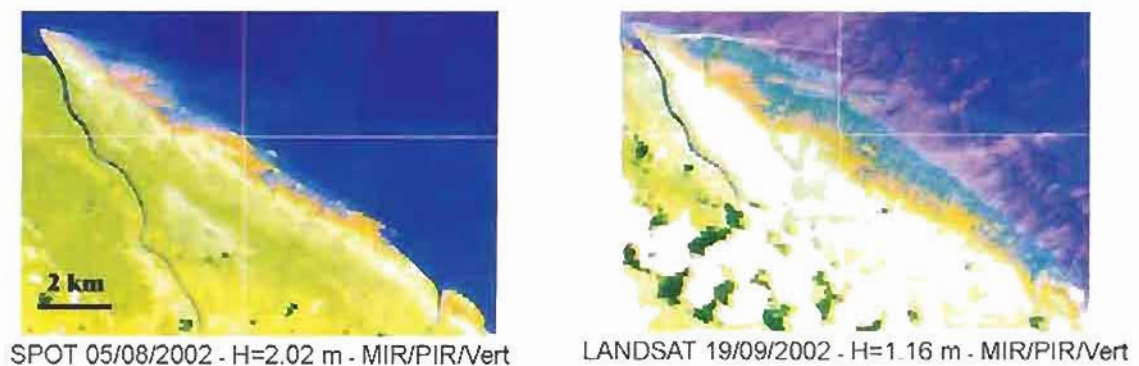 2 km
SPOT 05/08/2002 - H=2.02 m - MIR/PIR/Vert
LANDSAT 19/09/2002 - H=1.16 m - MIR/PIR/Vert